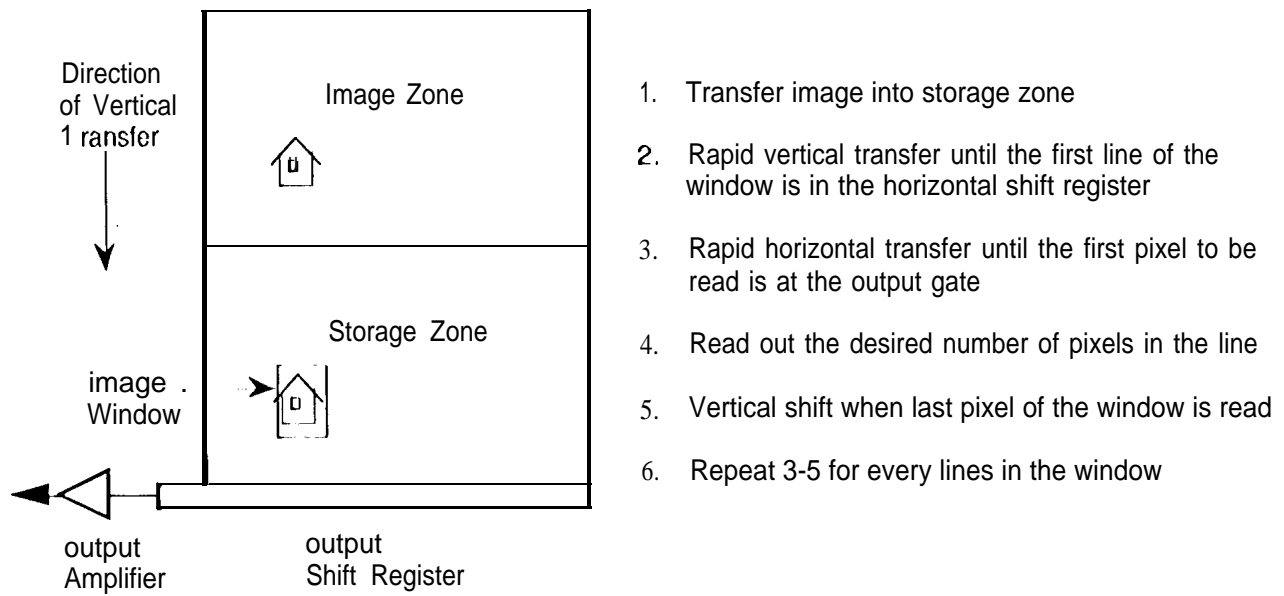 Direction
of Vertical
1 ransfer
Image Zone
Storage Zone
image .
Window
output
Amplifier
output
Shift Register
1. Transfer image into storage zone
2. Rapid vertical transfer until the first line of the
window is in the horizontal shift register
3. Rapid horizontal transfer until the first pixel to be
read is at the output gate
4. Read out the desired number of pixels in the line
5. Vertical shift when last pixel of the window is read
6. Repeat 3-5 for every lines in the window